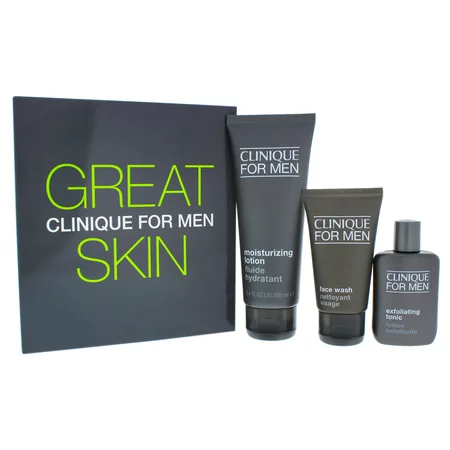 GREAT
CLINIQUE FOR MEN
SKIN
CLINIQUE
FOR MEN
moisturizing
lotion
fluide
hydratant
CLINIQUE
FOR MEN
face wash
nettoyant
visage
CLINIQUE
FOR MEN
exfoliating
tonic
lotion
exfoliante